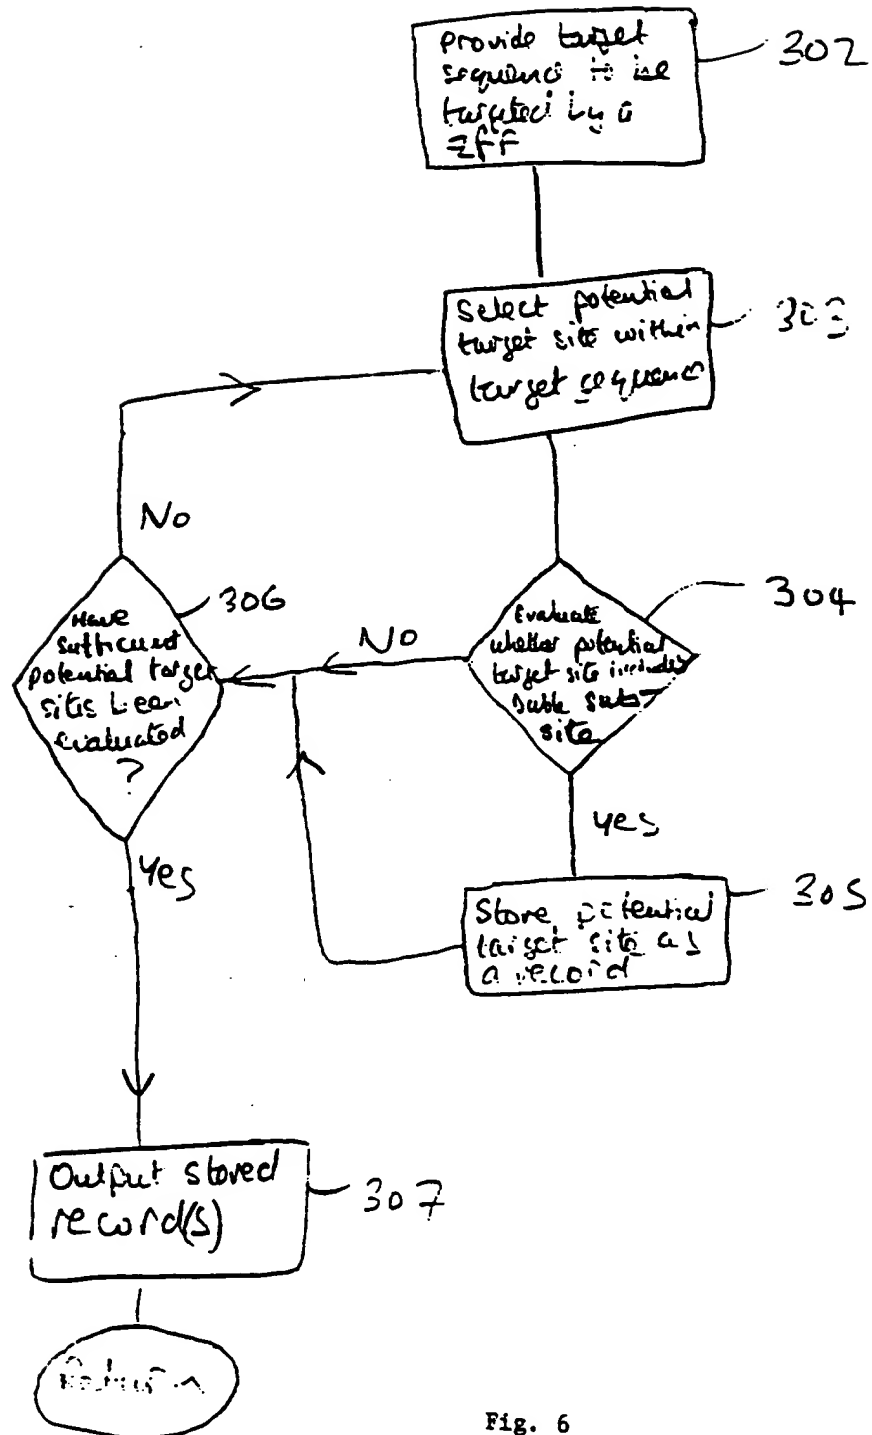 Provide target
sequence to be
targeted by a
zff
302
Select potential
target site within
target sequence
303
No
306
Have
sufficient
potential target
sites been
evaluated
?
No
304
Evaluate
whether potential
target site includes
site
yes
Yes
305
Store potential
target site as
a record
Output stored
record(s)
307
Return
Fig. 6